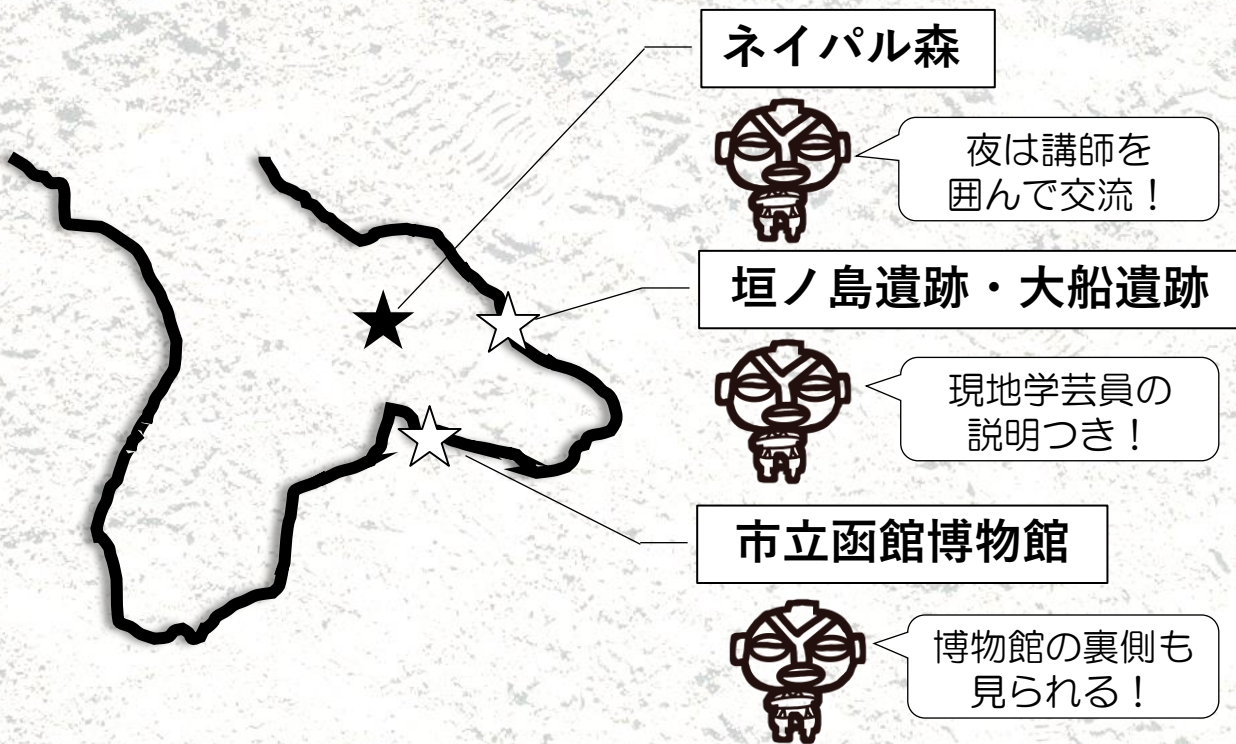 ネイパル森
夜は講師を
囲んで交流！
垣ノ島遺跡・大船遺跡
現地学芸員の
説明つき！
市立函館博物館
博物館の裏側も
見られる！